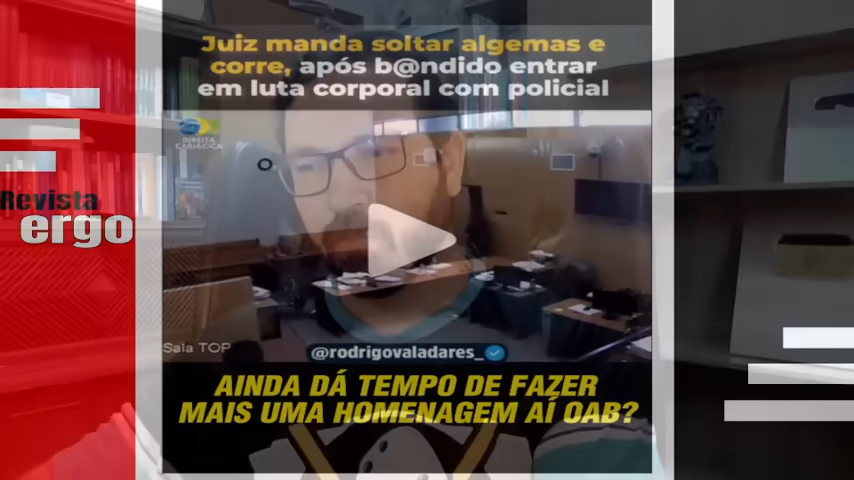 Juiz manda soltar algemas e
corre, após b@ndido entrar
em luta corporal com policial
DIREITA
CARIACICA
Revista
ergo
Sala TOP
@rodrigovaladares_
AINDA DÁ TEMPO DE FAZER
MAIS UMA HOMENAGEM AÍ OAB?